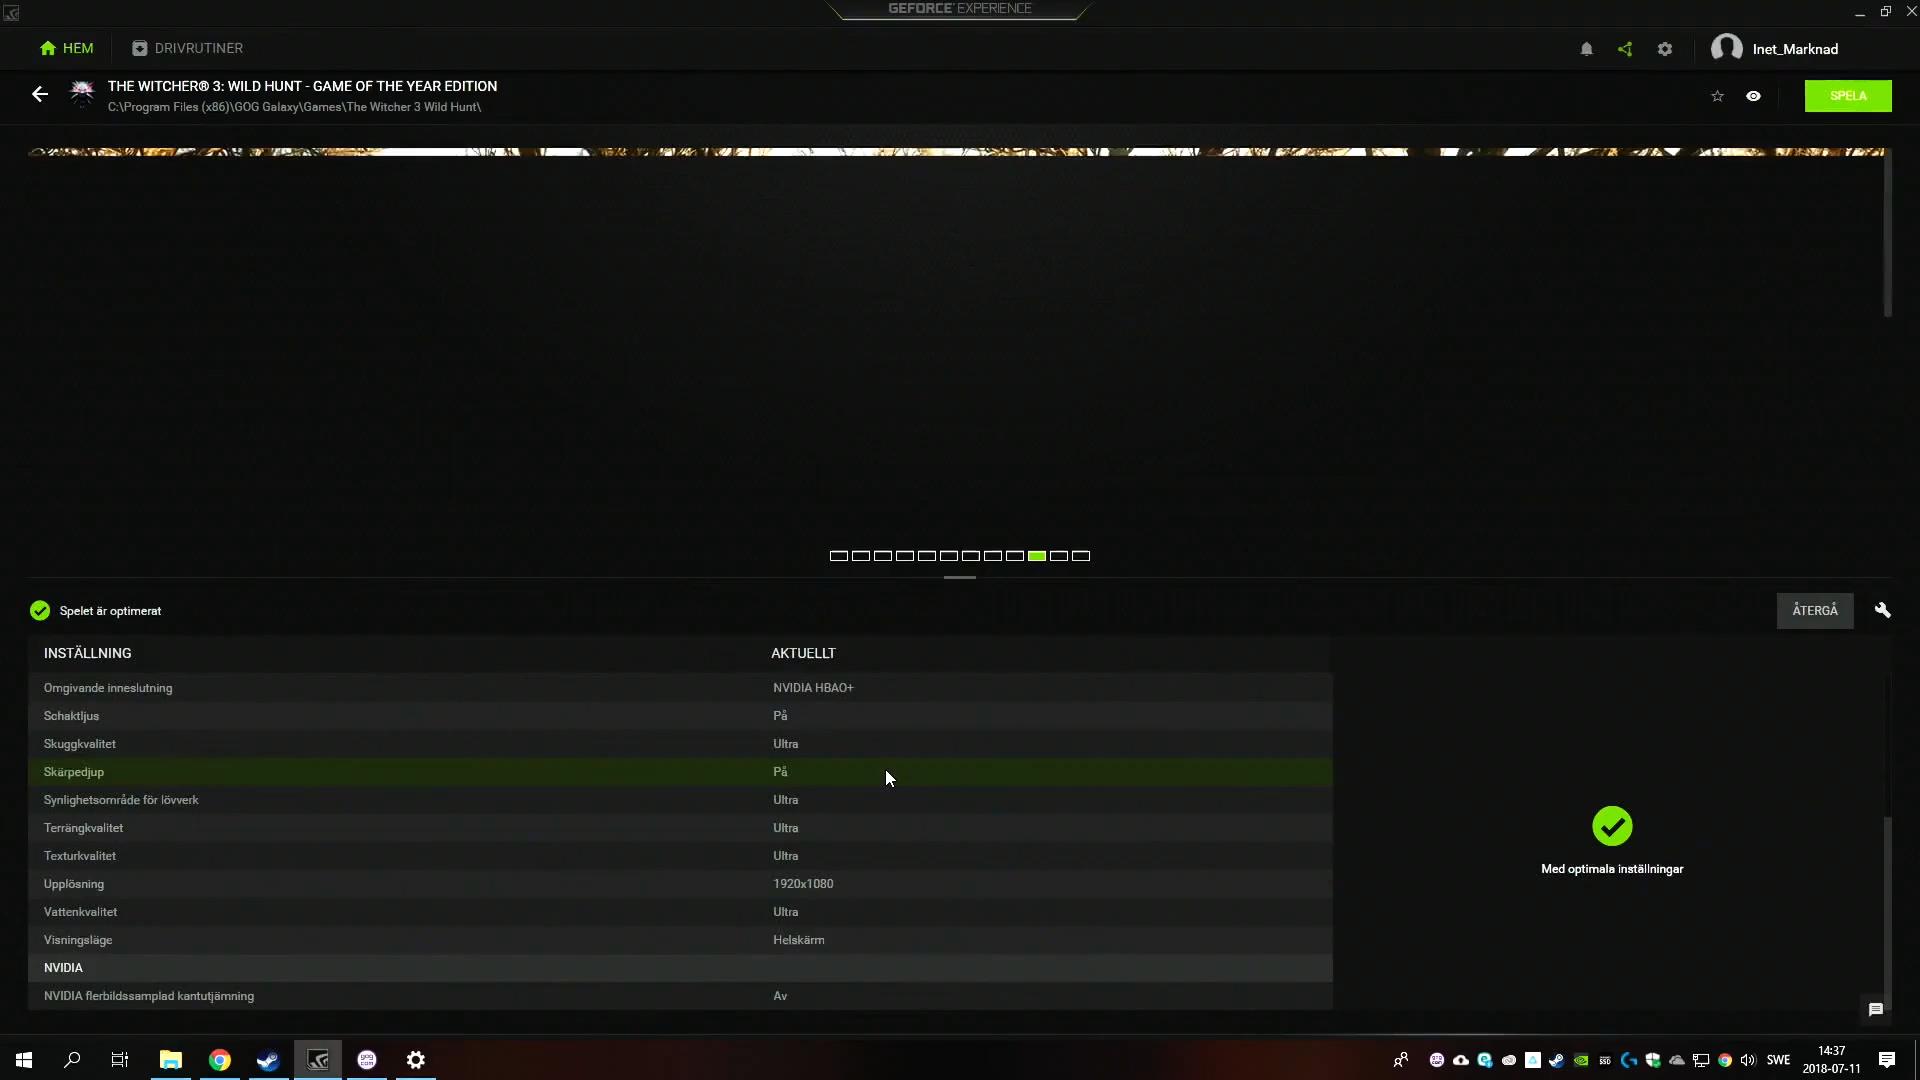 GEFORCE® EXPERIENCE
HEM
DRIVRUTINER
Inet_Marknad
THE WITCHER® 3: WILD HUNT - GAME OF THE YEAR EDITION
C:\Program Files (x86)\GOG Galaxy\Games\The Witcher 3 Wild Hunt\
SPELA
Spelet är optimerat
ÅTERGÅ
INSTÄLLNING AKTUELLT
Omgivande inneslutning NVIDIA HBAO+
Schaktljus På
Skuggkvalitet Ultra
Skärpedjup På
Synlighetsområde för lövverk Ultra
Terrängkvalitet Ultra
Texturkvalitet Ultra
Upplösning 1920x1080
Vattenkvalitet Ultra
Visningsläge Helskärm
NVIDIA
NVIDIA flerbildssamplad kantutjämning Av
Med optimala inställningar
gog com
SSD
SWE
14:37
2018-07-11